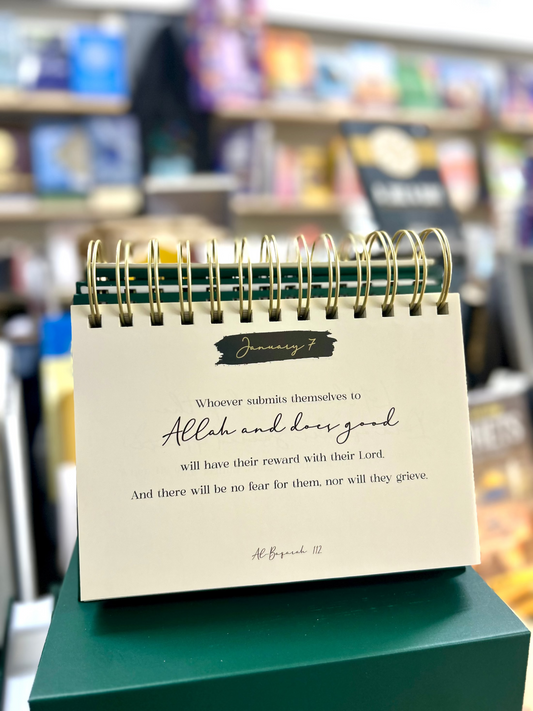 January 7
Whoever submits themselves to
Allah and does good
will have their reward with their Lord.
And there will be no fear for them, nor will they grieve.
Al-Baqarah 112